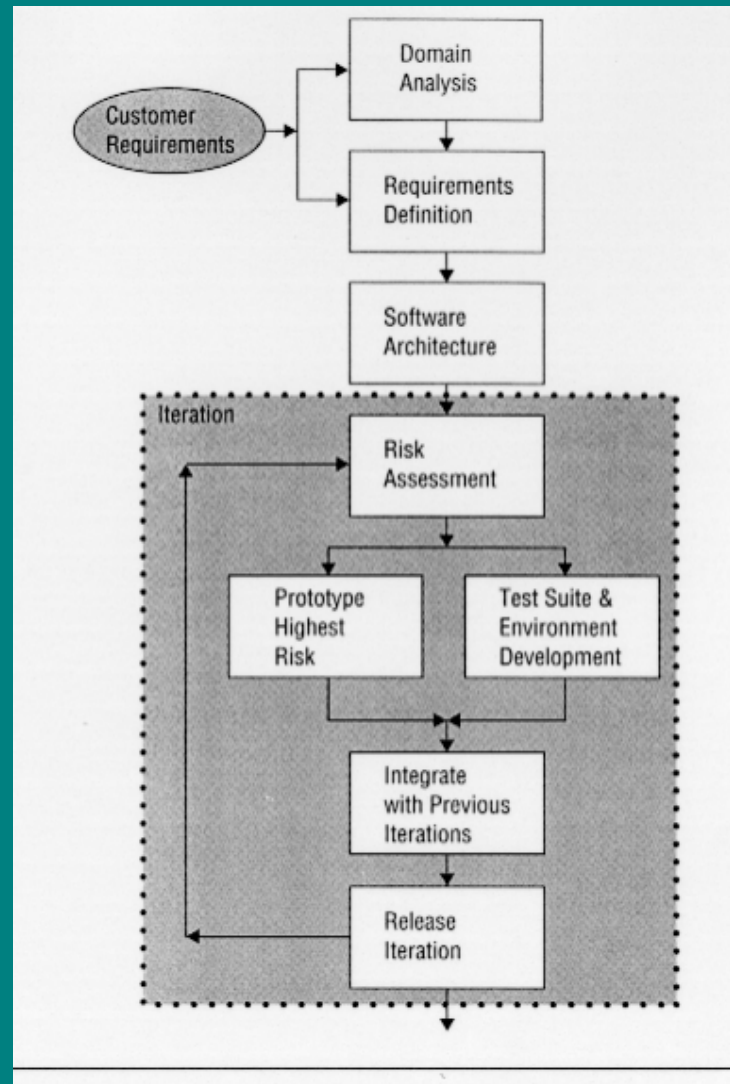 Domain
Analysis
Customer
Requirements
Requirements
Definition
Software
Architecture
Iteration
Risk
Assessment
Prototype
Highest
Risk
Test Suite &
Environment
Development
Integrate
with Previous
Iterations
Release
Iteration